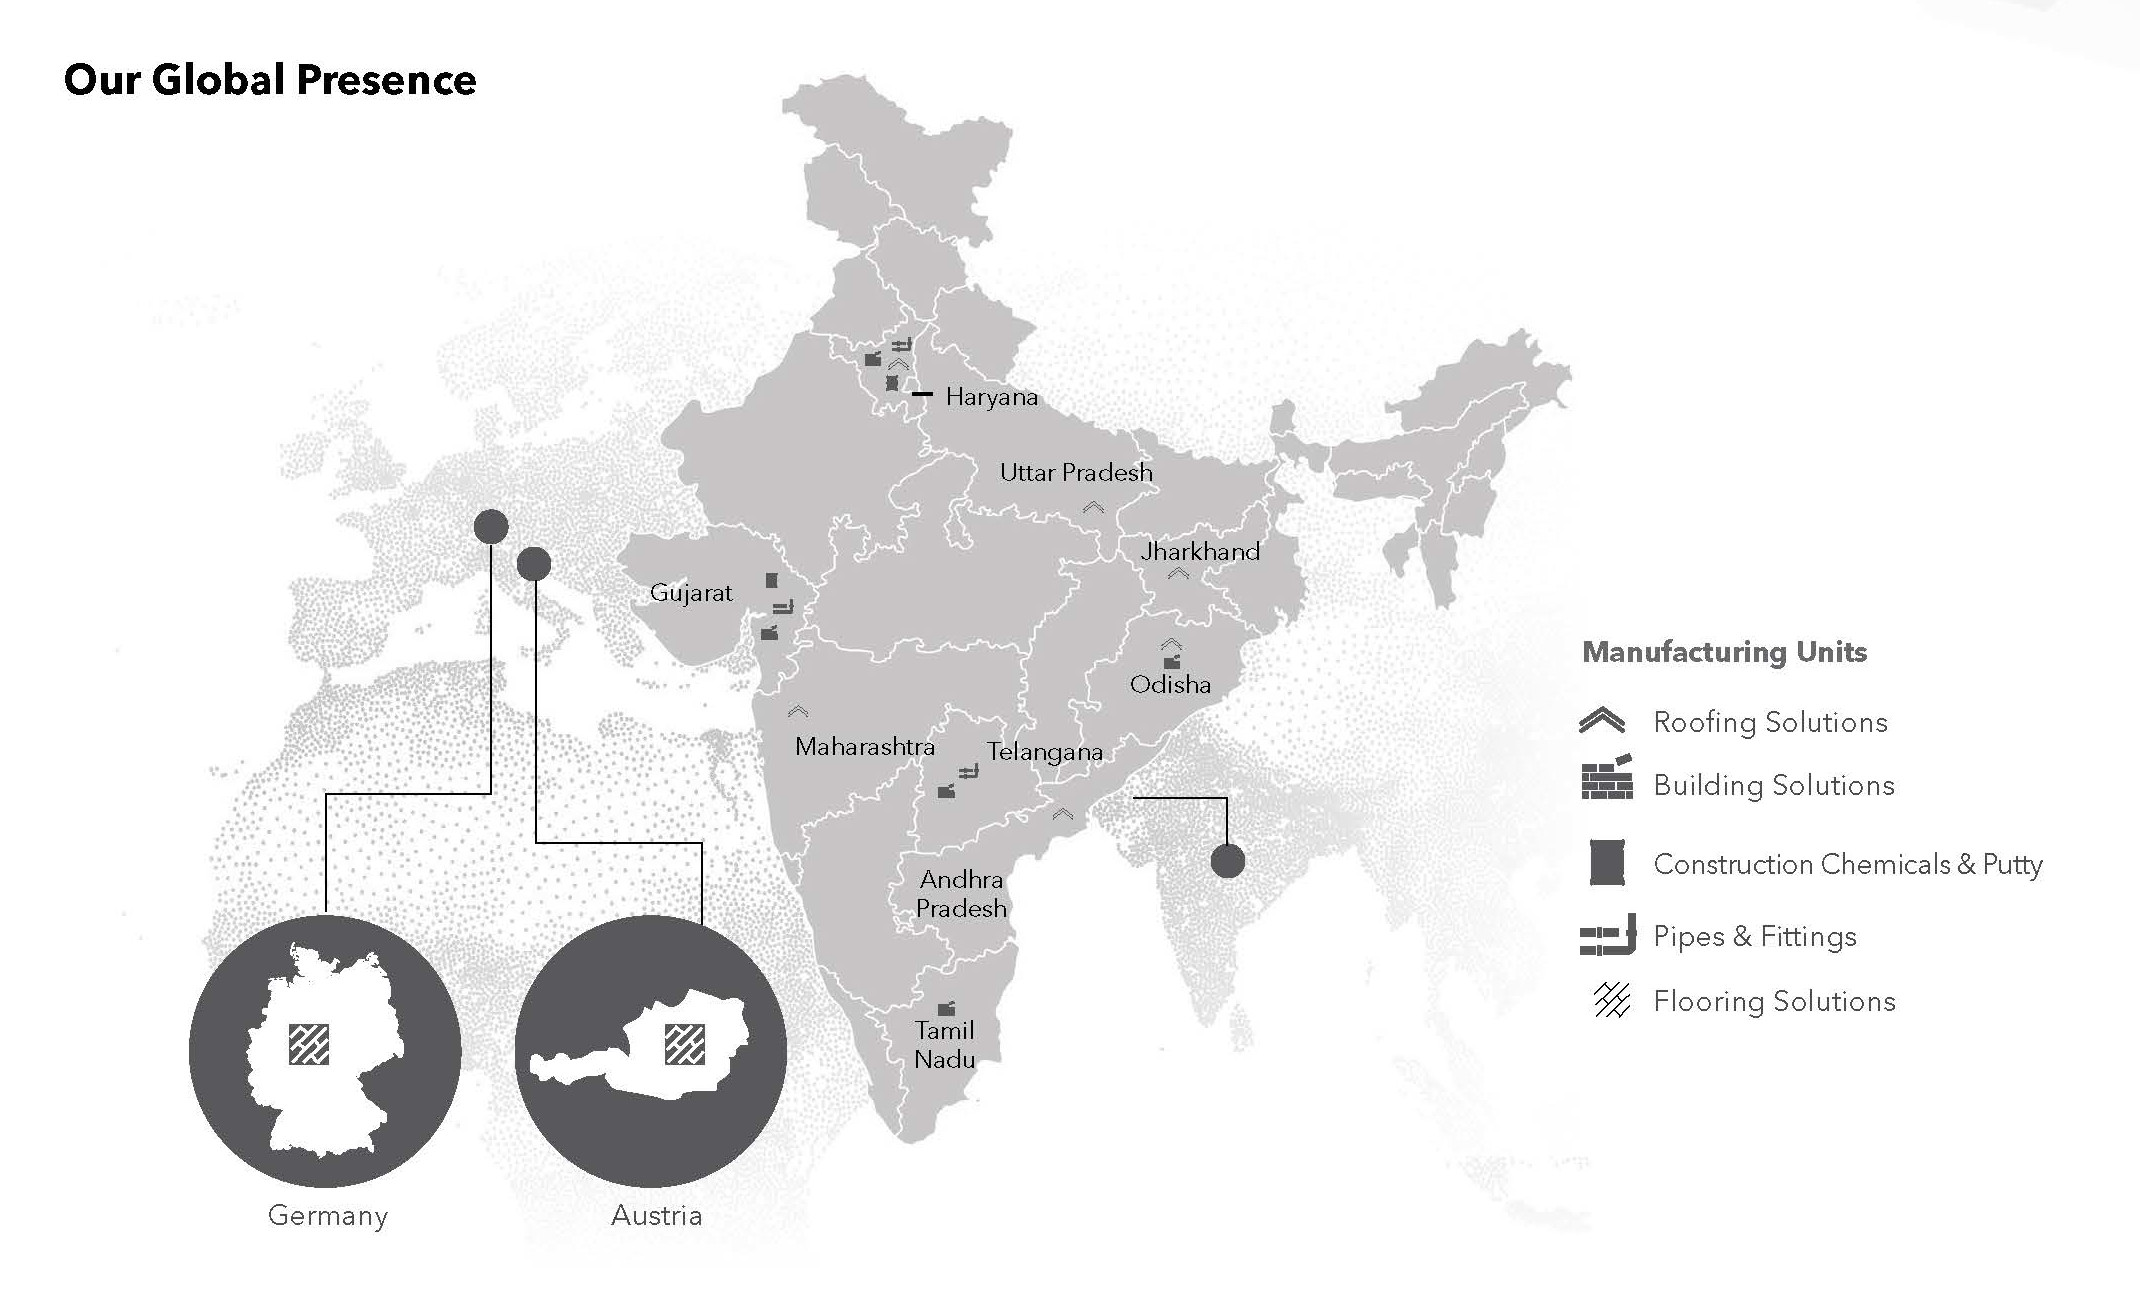 Our Global Presence
Haryana
Uttar Pradesh
Jharkhand
Gujarat
Odisha
Maharashtra
Telangana
Andhra
Pradesh
Tamil
Nadu
Manufacturing Units
Roofing Solutions
Building Solutions
Construction Chemicals & Putty
Pipes & Fittings
Flooring Solutions
Germany
Austria